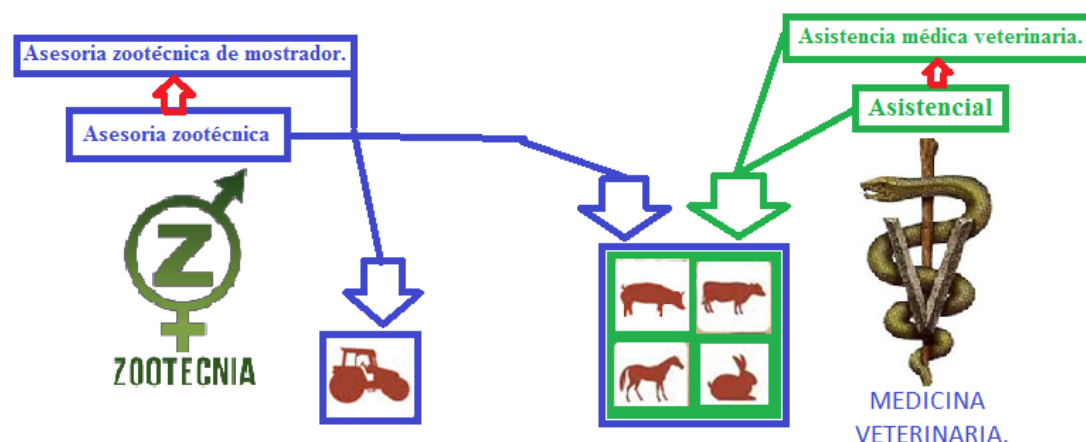 Asesoria zootécnica de mostrador.
Asistencia médica veterinaria.
Asesoria zootécnica
Asistencial
Z
V
ZOOTECNIA
MEDICINA
VETERINARIA.